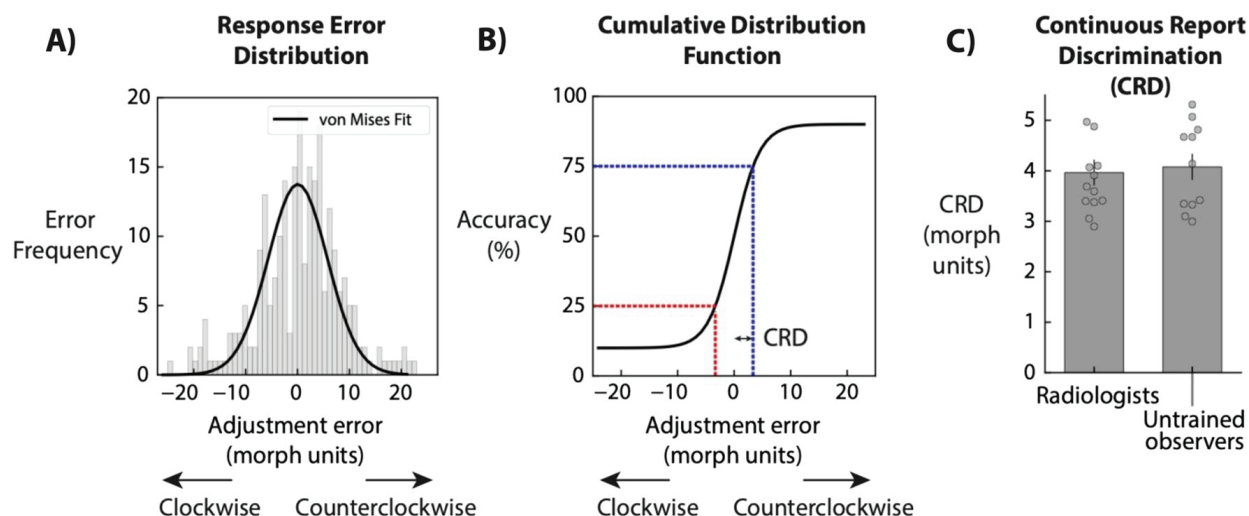 A)
Response Error
Distribution
20
15
10
5
0
Error
Frequency
von Mises Fit
−20
−10
0
10
20
Adjustment error
(morph units)
Clockwise
Counterclockwise
B)
Cumulative Distribution
Function
100
75
50
25
0
Accuracy
(%)
CRD
−20
−10
0
10
20
Adjustment error
(morph units)
Clockwise
Counterclockwise
C)
Continuous Report
Discrimination
(CRD)
5
4
3
2
1
0
CRD
(morph
units)
Radiologists
Untrained
observers